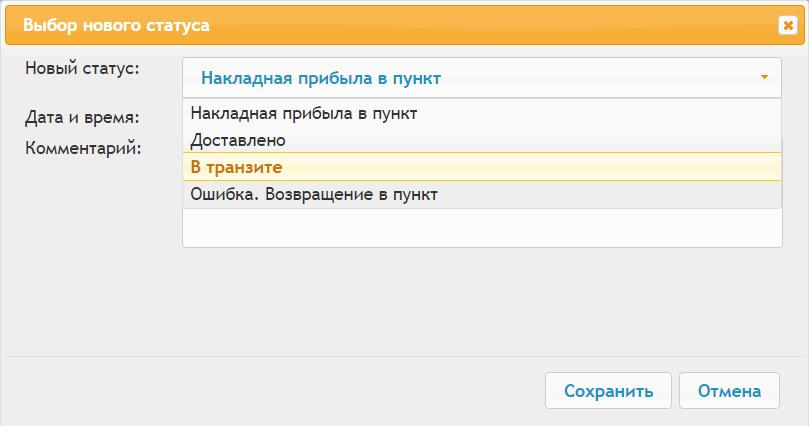 Выбор нового статуса
Новый статус:
Накладная прибыла в пункт
Накладная прибыла в пункт
Дата и время:
Доставлено
Комментарий:
В транзите
Ошибка. Возвращение в пункт
Сохранить
Отмена